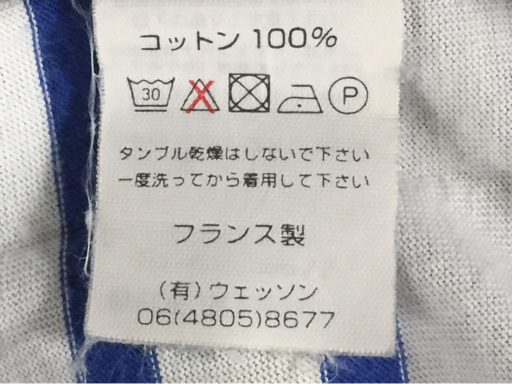 コットン 100%
30 P
タンブル乾燥はしないで下さい
一度洗ってから着用して下さい
フランス製
（有）ウェッソン
06(4805)8677